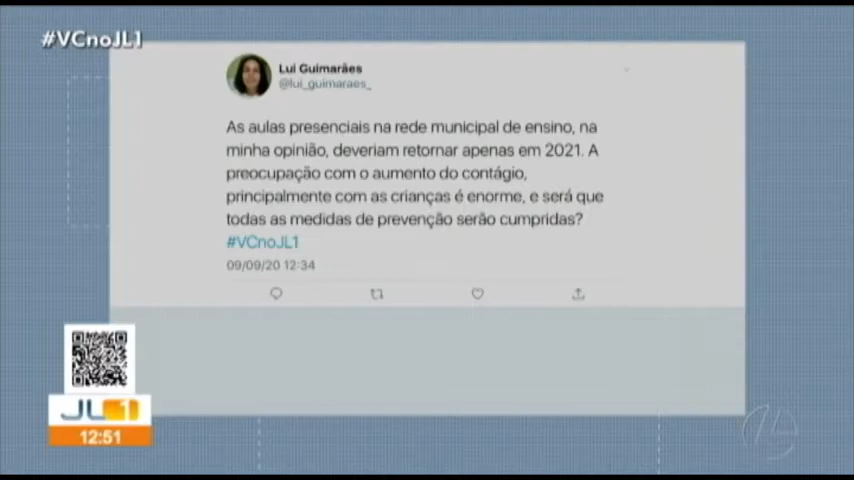 #VCnoJL1
Lui Guimarães
@lui_guimaraes_
As aulas presenciais na rede municipal de ensino, na
minha opinião, deveriam retornar apenas em 2021. A
preocupação com o aumento do contágio,
principalmente com as crianças é enorme, e será que
todas as medidas de prevenção serão cumpridas?
#VCnoJL1
09/09/20 12:34
JL1
12:51